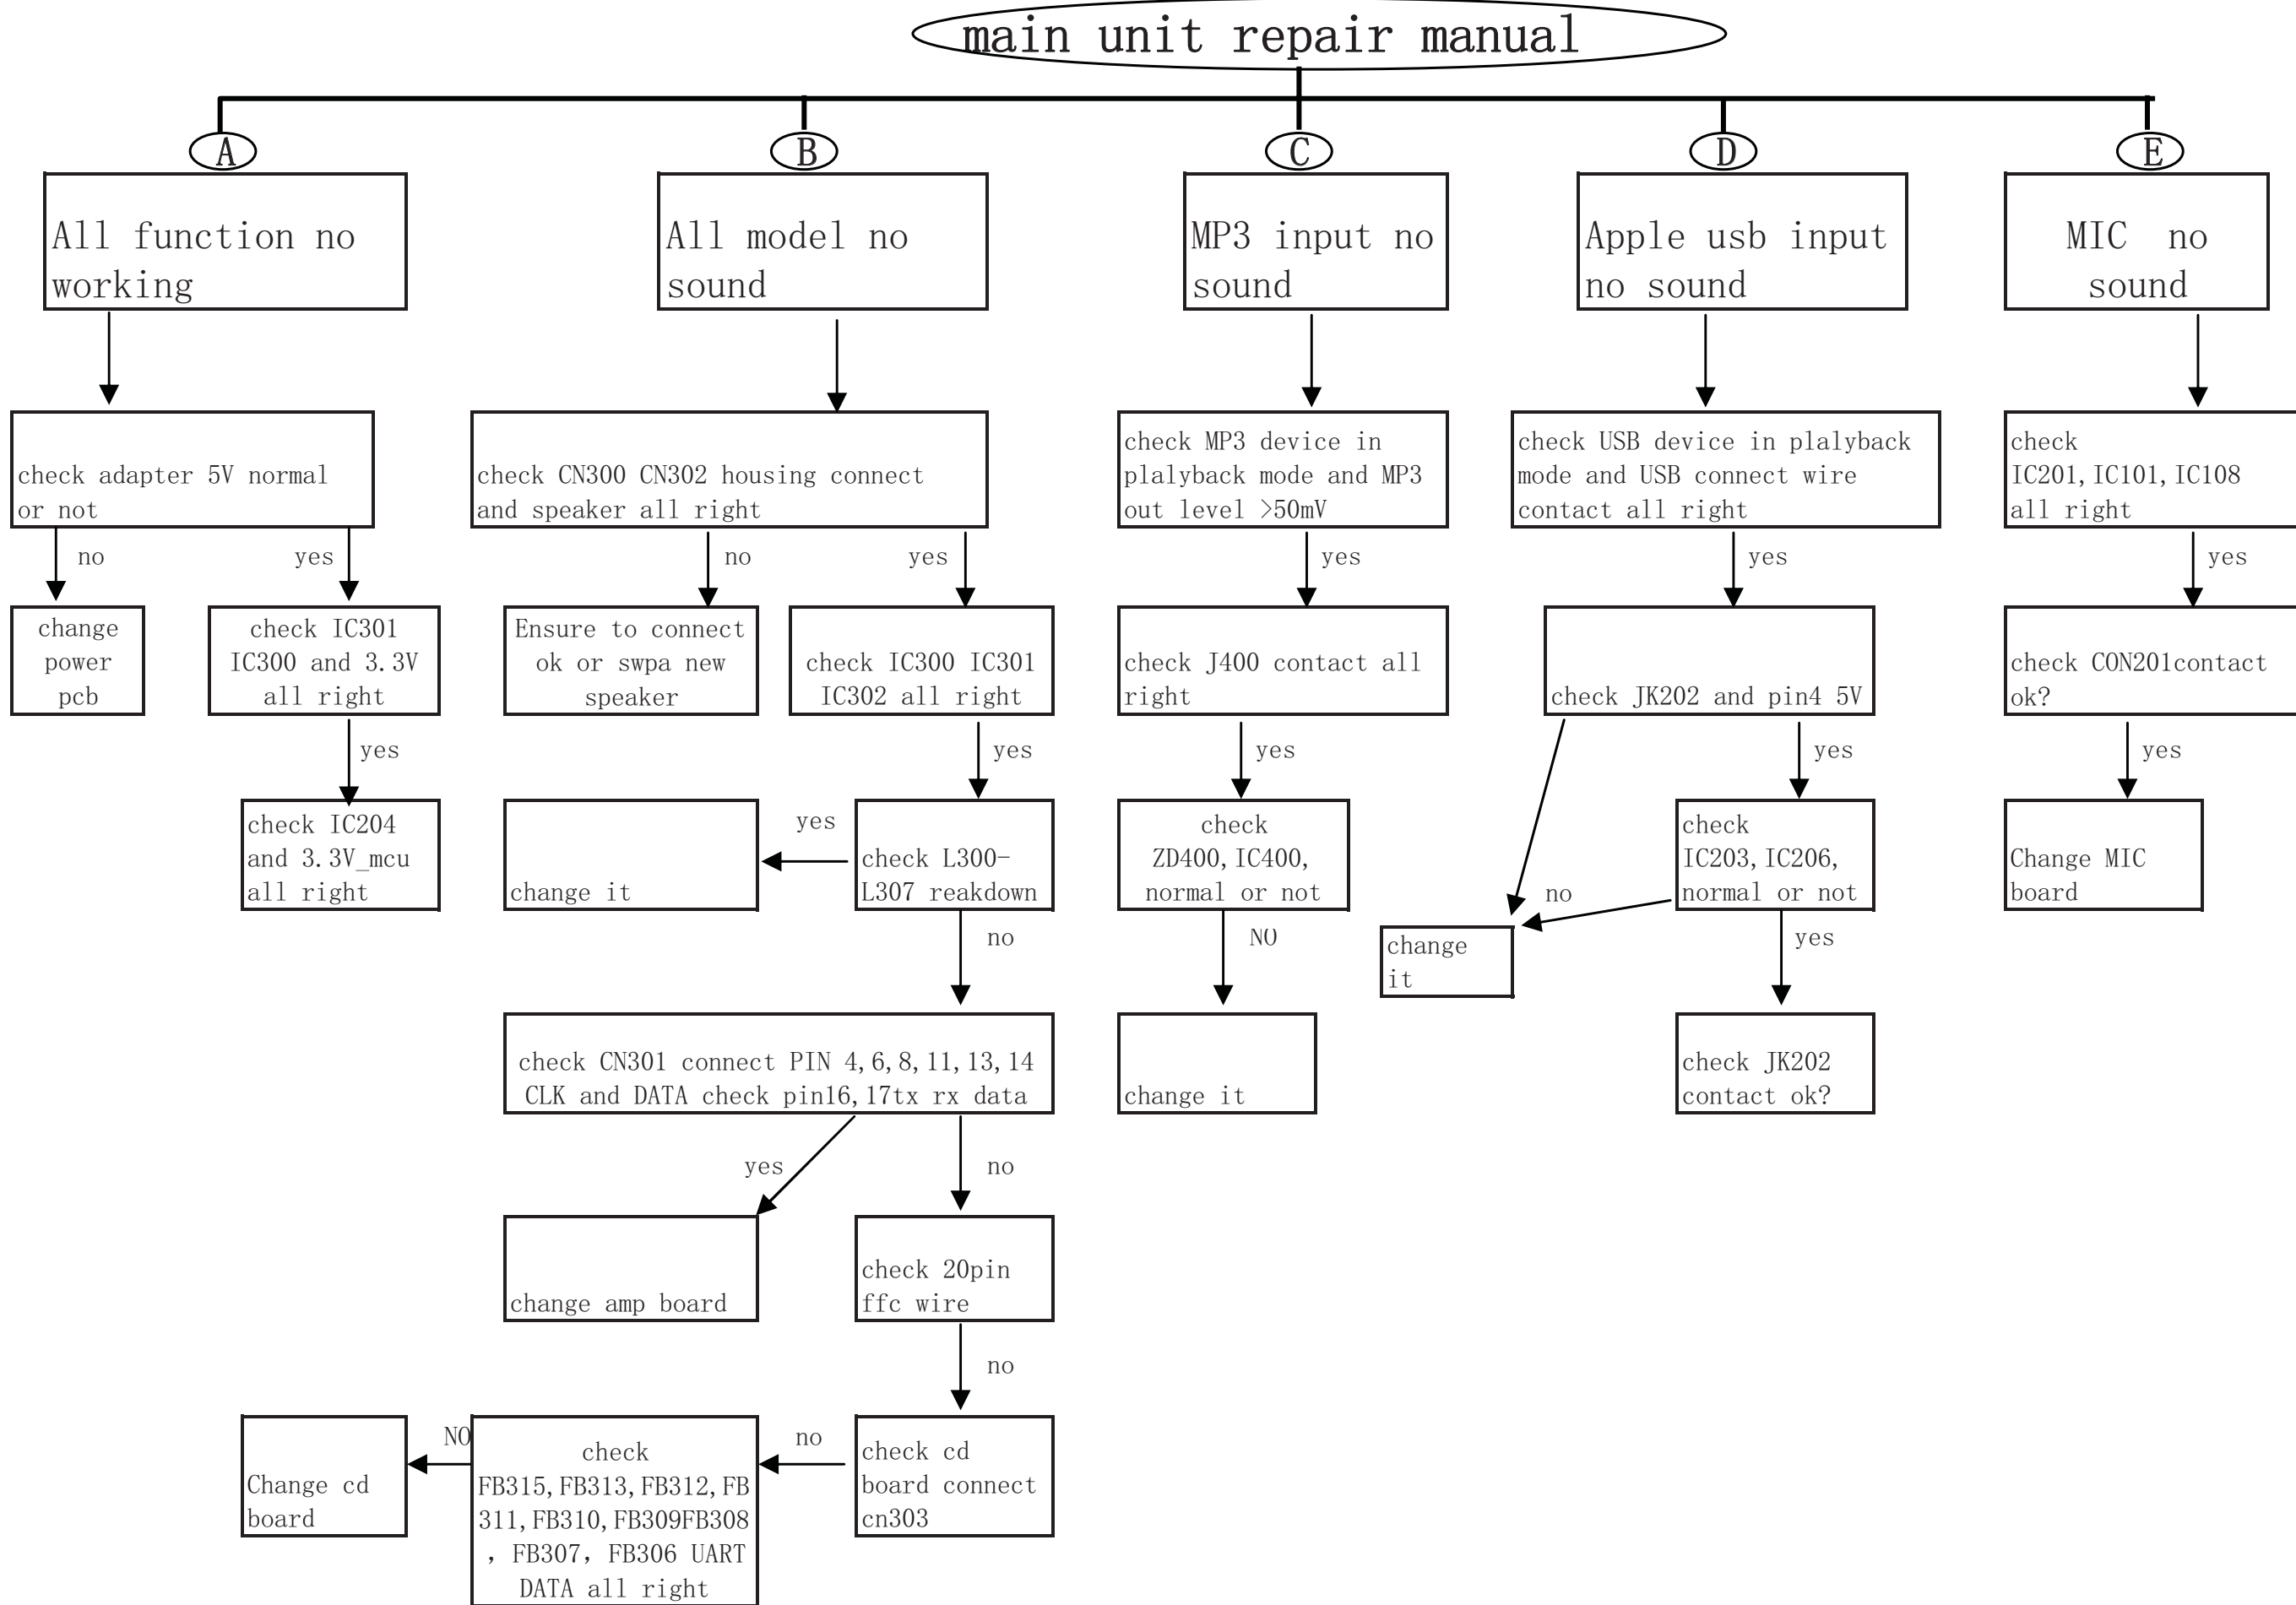 main unit repair manual
A
B
C
D
E
All function no
working
All model no
sound
MP3 input no
sound
Apple usb input
no sound
MIC  no
sound
check adapter 5V normal
or not
check CN300 CN302 housing connect
and speaker all right
check MP3 device in
plalyback mode and MP3
out level >50mV
check USB device in plalyback
mode and USB connect wire
contact all right
check
IC201,IC101,IC108
all right
no
yes
no
yes
yes
yes
yes
change
power
pcb
check IC301
IC300 and 3.3V
all right
Ensure to connect
ok or swpa new
speaker
check IC300 IC301
IC302 all right
check J400 contact all
right
check JK202 and pin4 5V
check CON201contact
ok?
yes
yes
yes
yes
yes
check IC204
and 3.3V_mcu
all right
change it
yes
check L300-
L307 reakdown
check
ZD400,IC400,
normal or not
check
IC203,IC206,
normal or not
Change MIC
board
no
no
NO
yes
change
it
check CN301 connect PIN 4,6,8,11,13,14
CLK and DATA check pin16,17tx rx data
change it
check JK202
contact ok?
yes
no
change amp board
check 20pin
ffc wire
no
Change cd
board
NO
check
FB315,FB313,FB312,FB
311,FB310,FB309FB308
, FB307, FB306 UART
DATA all right
no
check cd
board connect
cn303